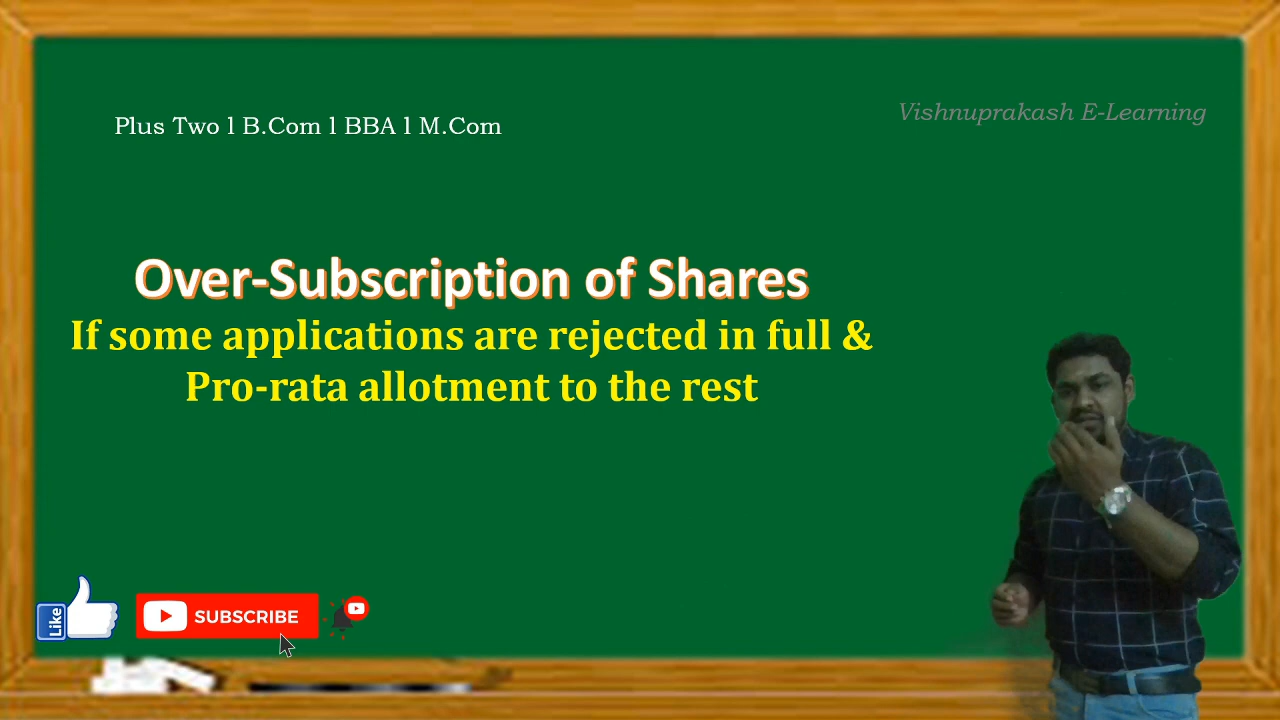 Plus Two l B.Com l BBA l M.Com
Vishnuprakash E-Learning
Over-Subscription of Shares
If some applications are rejected in full &
Pro-rata allotment to the rest
Like
SUBSCRIBE